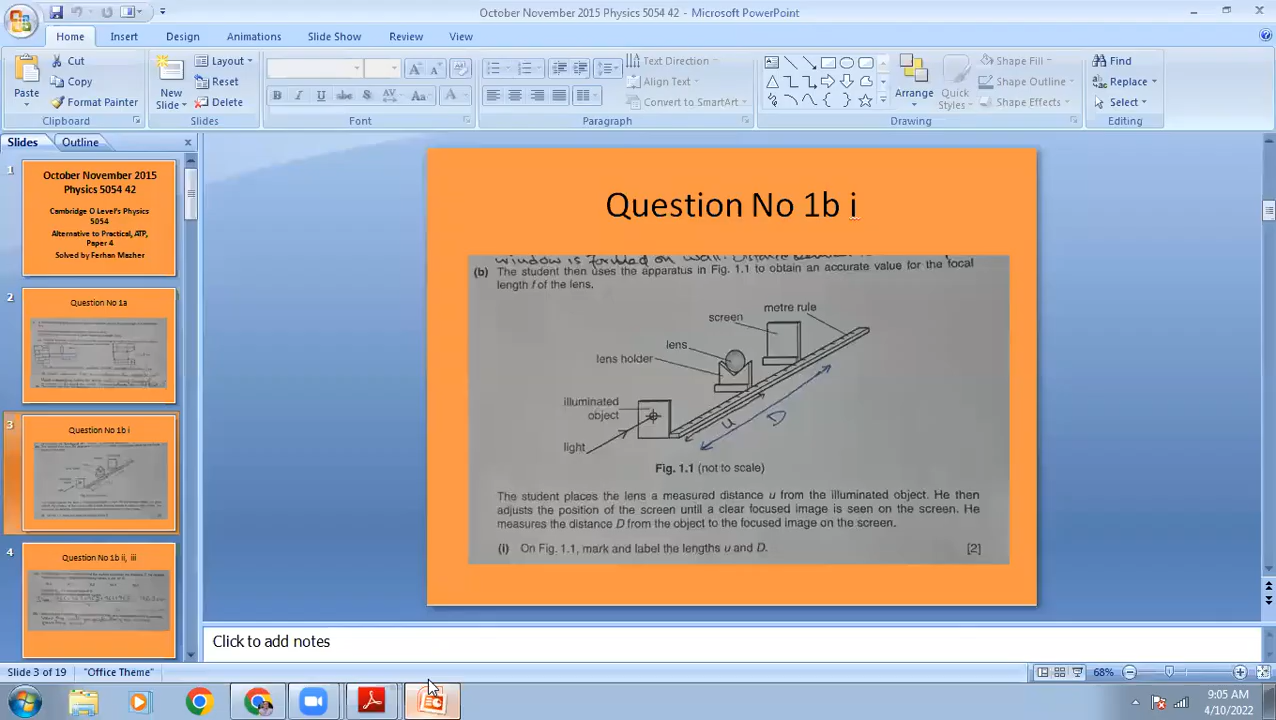 October November 2015 Physics 5054 42 - Microsoft PowerPoint
Home Insert Design Animations Slide Show Review View
Paste
Cut
Copy
Format Painter
Clipboard
New Slide
Layout
Reset
Delete
Slides
Font
B I U abc S AV Aa A
Text Direction
Align Text
Convert to SmartArt
Paragraph
Arrange
Quick Styles
Shape Fill
Shape Outline
Shape Effects
Drawing
Find
Replace
Select
Editing
Slides Outline
1
October November 2015
Physics 5054 42
Cambridge O Level's Physics
5054
Alternative to Practical, ATP,
Paper 4
Solved by Ferhan Mazher
2
Question No 1a
3
Question No 1b i
4
Question No 1b ii, iii
Question No 1b i
window is formed on wall. Distance between
(b) The student then uses the apparatus in Fig. 1.1 to obtain an accurate value for the focal
length f of the lens.
metre rule
screen
lens
lens holder
illuminated
object
light
u
D
Fig. 1.1 (not to scale)
The student places the lens a measured distance u from the illuminated object. He then
adjusts the position of the screen until a clear focused image is seen on the screen. He
measures the distance D from the object to the focused image on the screen.
(i) On Fig. 1.1, mark and label the lengths u and D. [2]
Click to add notes
Slide 3 of 19 "Office Theme" 68%
9:05 AM
4/10/2022